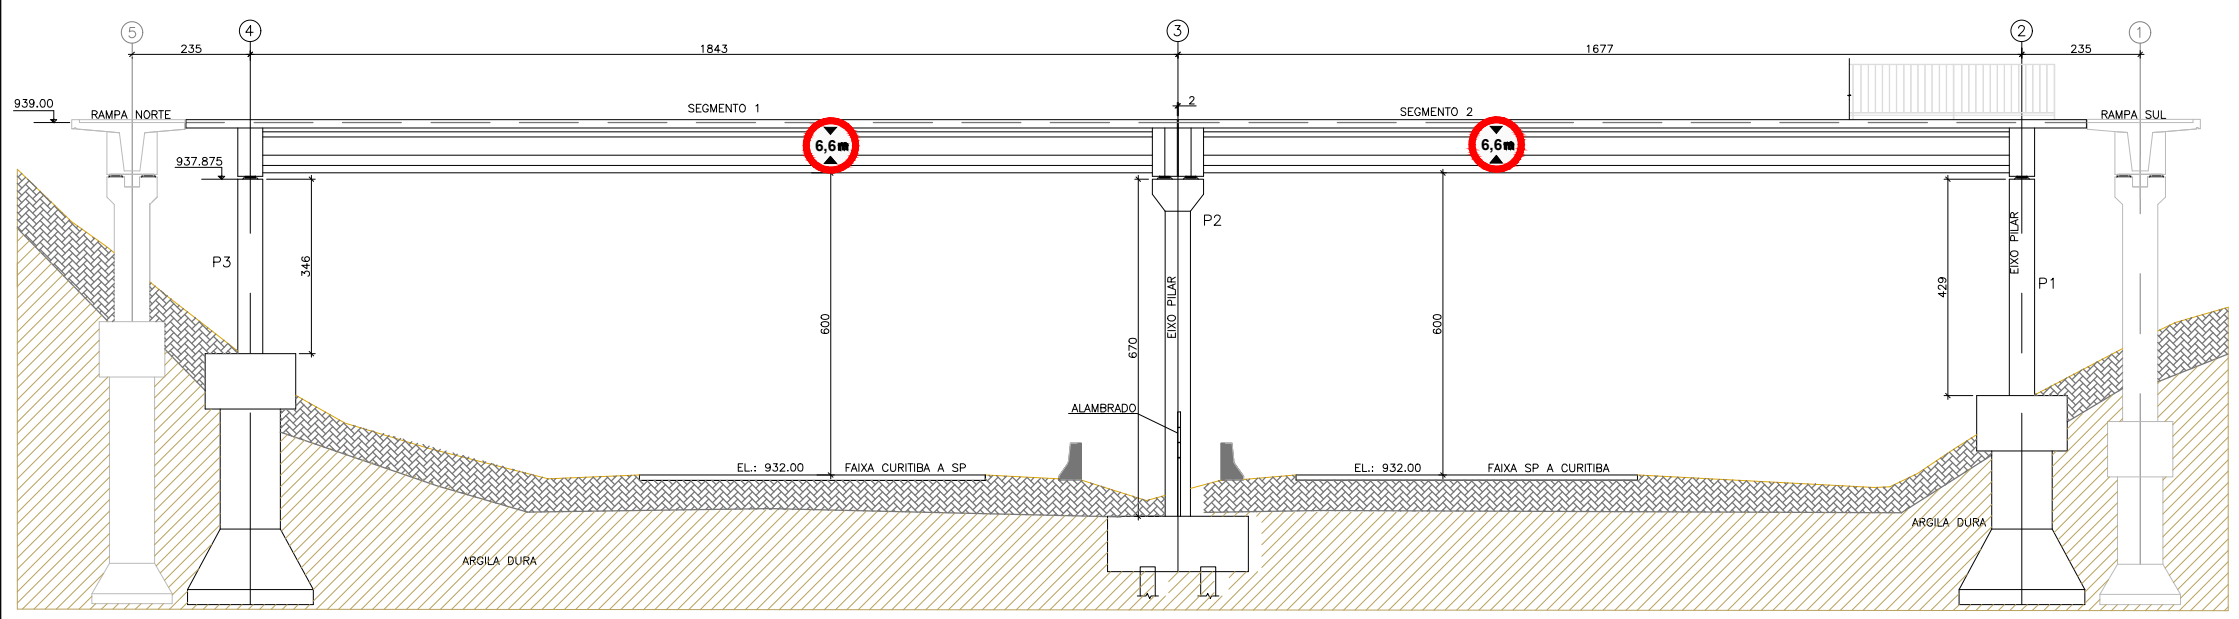 5
4
3
2
1
235
1843
1677
235
939.00
RAMPA NORTE
SEGMENTO 1
2
SEGMENTO 2
RAMPA SUL
6,6m
6,6m
937.875
P2
EIXO PILAR
P3
346
P1
429
600
EIXO PILAR
600
670
ALAMBRADO
EL.: 932.00
FAIXA CURITIBA A SP
EL.: 932.00
FAIXA SP A CURITIBA
ARGILA DURA
ARGILA DURA